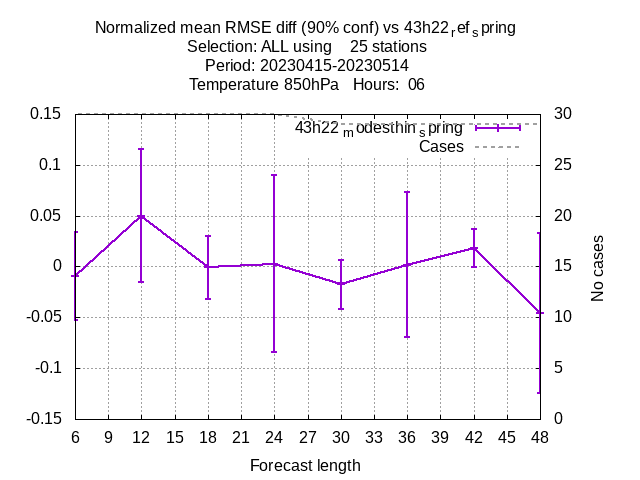 Normalized mean RMSE diff (90% conf) vs 43h22refspring
Selection: ALL using 25 stations
Period: 20230415-20230514
Temperature 850hPa Hours: 06
0.15 30
43h22modesthinspring
Cases
0.1 25
0.05 20
0 15
No cases
-0.05 10
-0.1 5
-0.15 0
6 9 12 15 18 21 24 27 30 33 36 39 42 45 48
Forecast length